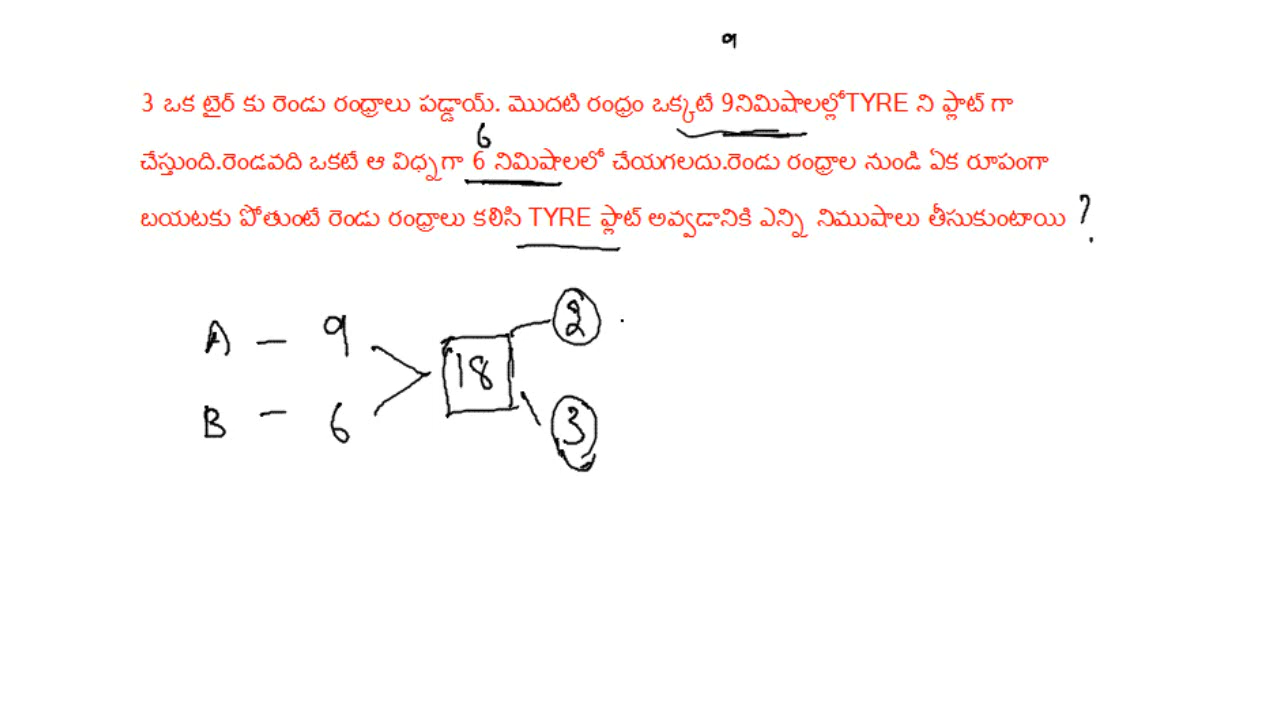 9
3 ఒక టైర్ కు రెండు రంధ్రాలు పడ్డాయ్. మొదటి రంధ్రం ఒక్కటే 9నిమిషాలల్లోTYRE ని ఫ్లాట్ గా
6
చేస్తుంది.రెండవది ఒకటే ఆ విధ్నగా 6 నిమిషాలలో చేయగలదు.రెండు రంధ్రాల నుండి ఏక రూపంగా
బయటకు పోతుంటే రెండు రంధ్రాలు కలిసి TYRE ఫ్లాట్ అవ్వడానికి ఎన్ని నిముషాలు తీసుకుంటాయి ?
A - 9 18 2
B - 6 3